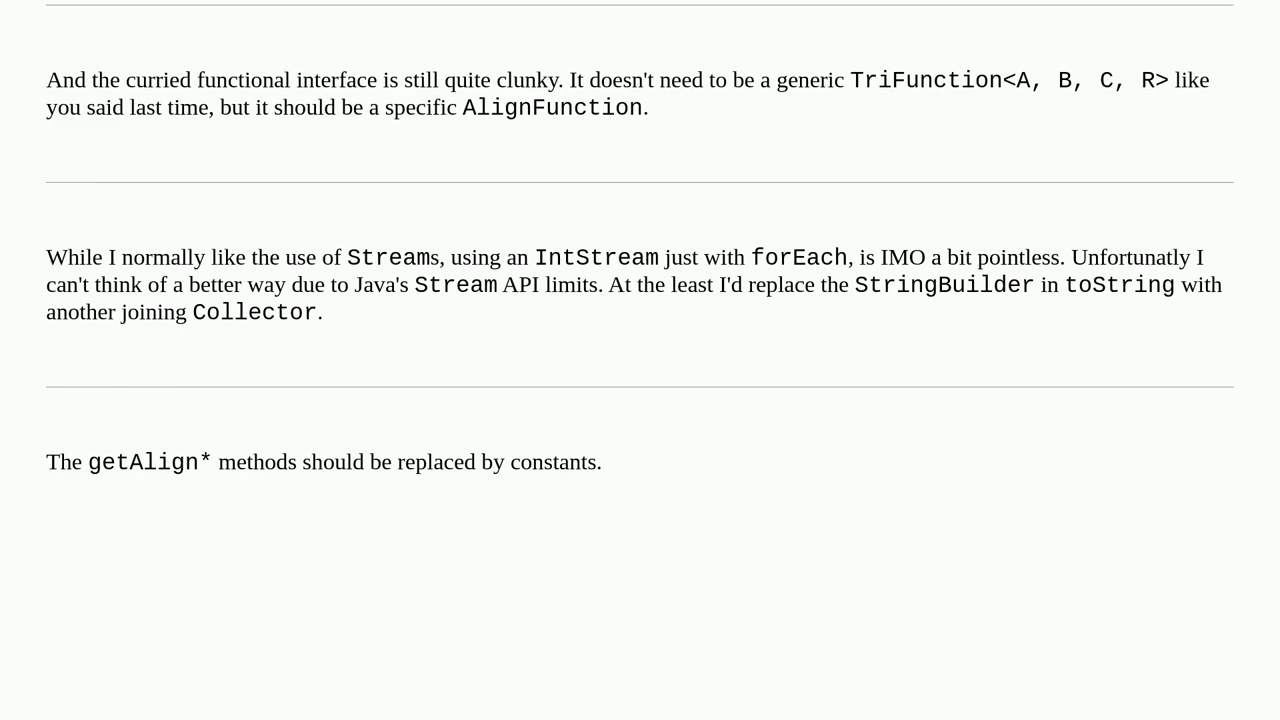 And the curried functional interface is still quite clunky. It doesn't need to be a generic TriFunction<A, B, C, R> like
you said last time, but it should be a specific AlignFunction.
While I normally like the use of Streams, using an IntStream just with forEach, is IMO a bit pointless. Unfortunatly I
can't think of a better way due to Java's Stream API limits. At the least I'd replace the StringBuilder in toString with
another joining Collector.
The getAlign* methods should be replaced by constants.